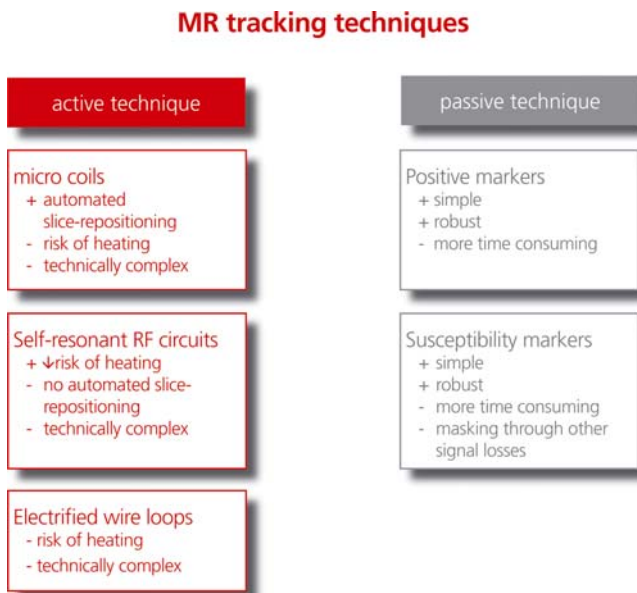 MR tracking techniques
active technique
micro coils
+ automated
slice-repositioning
- risk of heating
- technically complex
Self-resonant RF circuits
+ ↓risk of heating
- no automated slice-
repositioning
- technically complex
Electrified wire loops
- risk of heating
- technically complex
passive technique
Positive markers
+ simple
+ robust
- more time consuming
Susceptibility markers
+ simple
+ robust
- more time consuming
- masking through other
signal losses